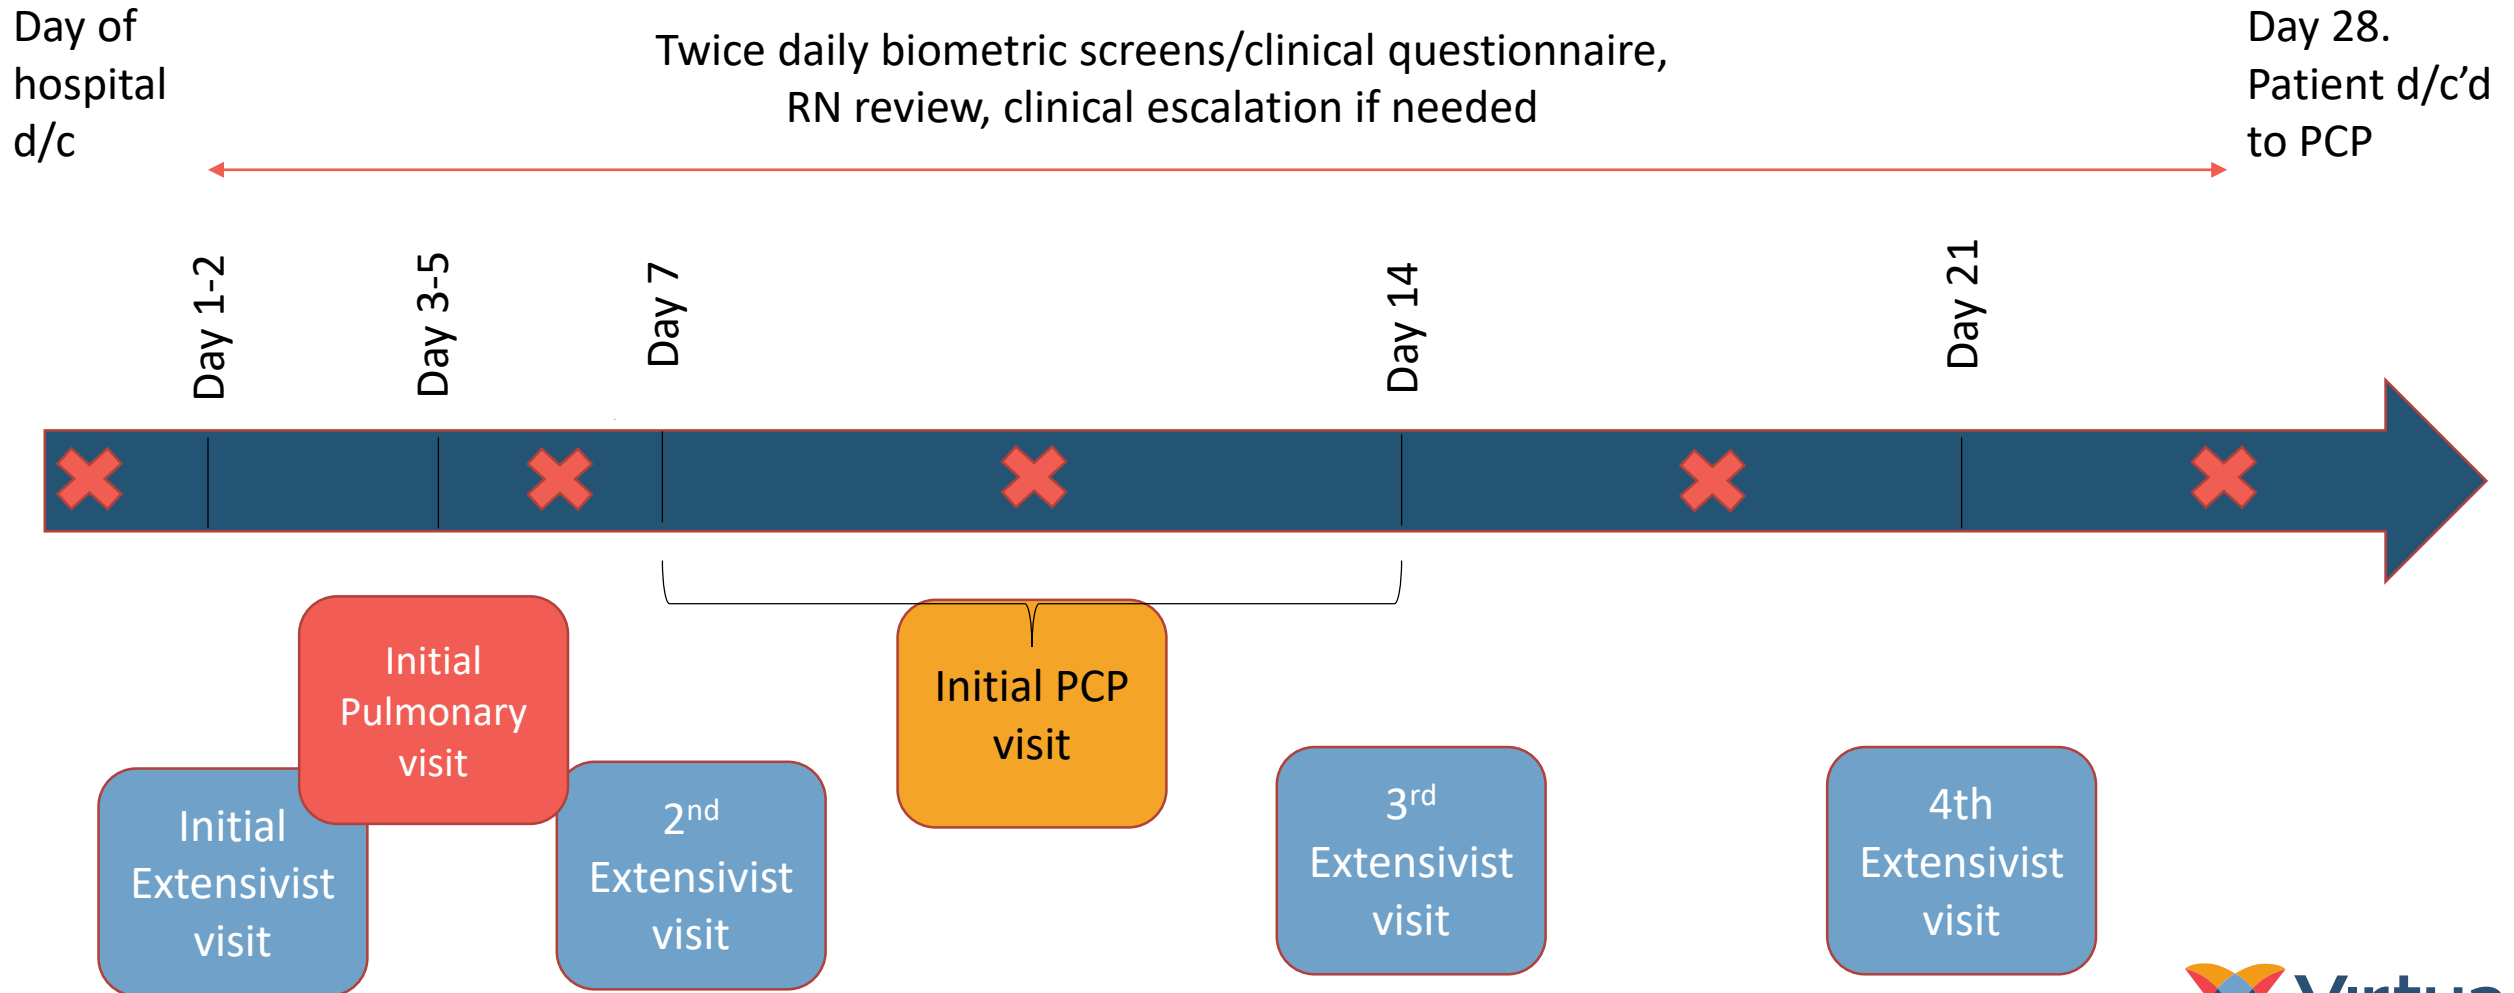 Day of
hospital
d/c
Twice daily biometric screens/clinical questionnaire,
RN review, clinical escalation if needed
Day 28.
Patient d/c’d
to PCP
Day 1-2
Day 3-5
Day 7
Day 14
Day 21
Initial
Pulmonary
visit
Initial PCP
visit
Initial
Extensivist
visit
2nd
Extensivist
visit
3rd
Extensivist
visit
4th
Extensivist
visit